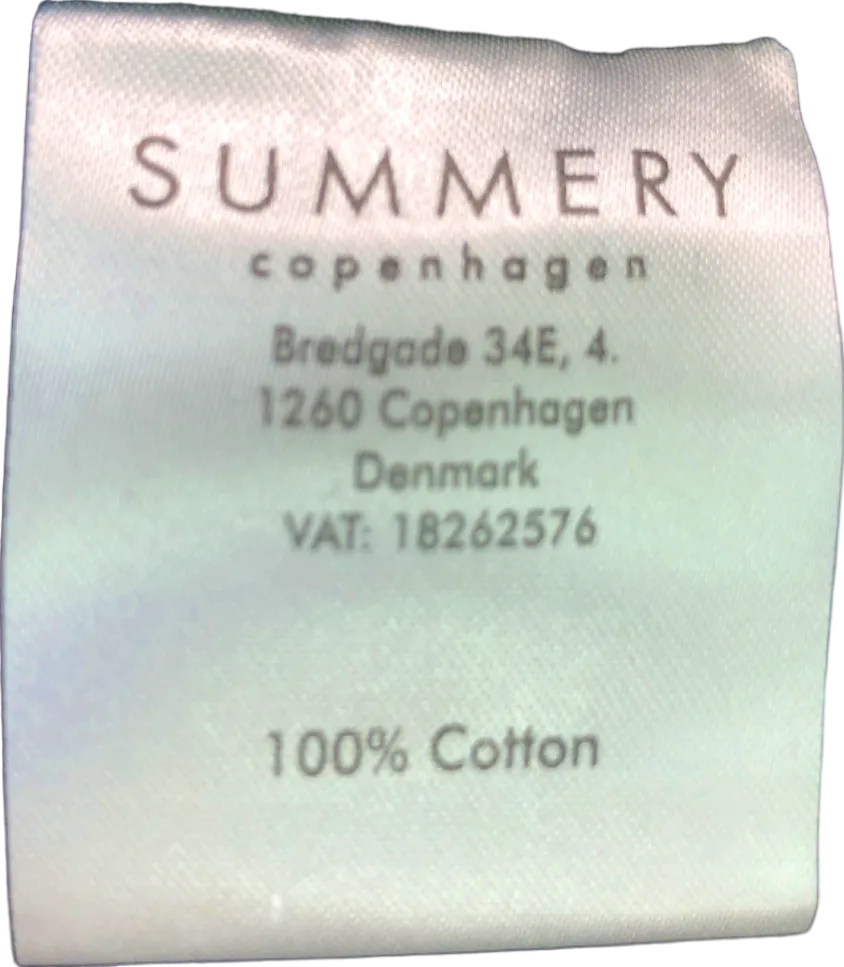 SUMMERY
copenhagen
Bredgade 34E, 4.
1260 Copenhagen
Denmark
VAT: 18262576
100% Cotton